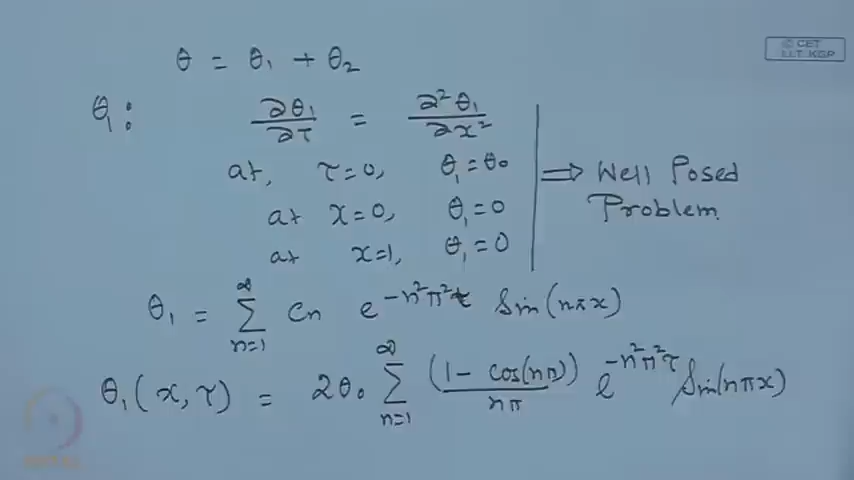 θ = θ₁ + θ₂
© CET
I.I.T. KGP
θ₁: ∂θ₁/∂τ = ∂²θ₁/∂x²
at, τ=0, θ₁=θ₀
⇒ Well Posed
at x=0, θ₁=0
Problem
at x=1, θ₁=0
θ₁ = ∑_{n=1}^{∞} Cn e^{-n²π²τ} Sin(nπx)
θ₁(x, τ) = 2θ₀ ∑_{n=1}^{∞} (1 - cos(nπ))/nπ e^{-n²π²τ} Sin(nπx)